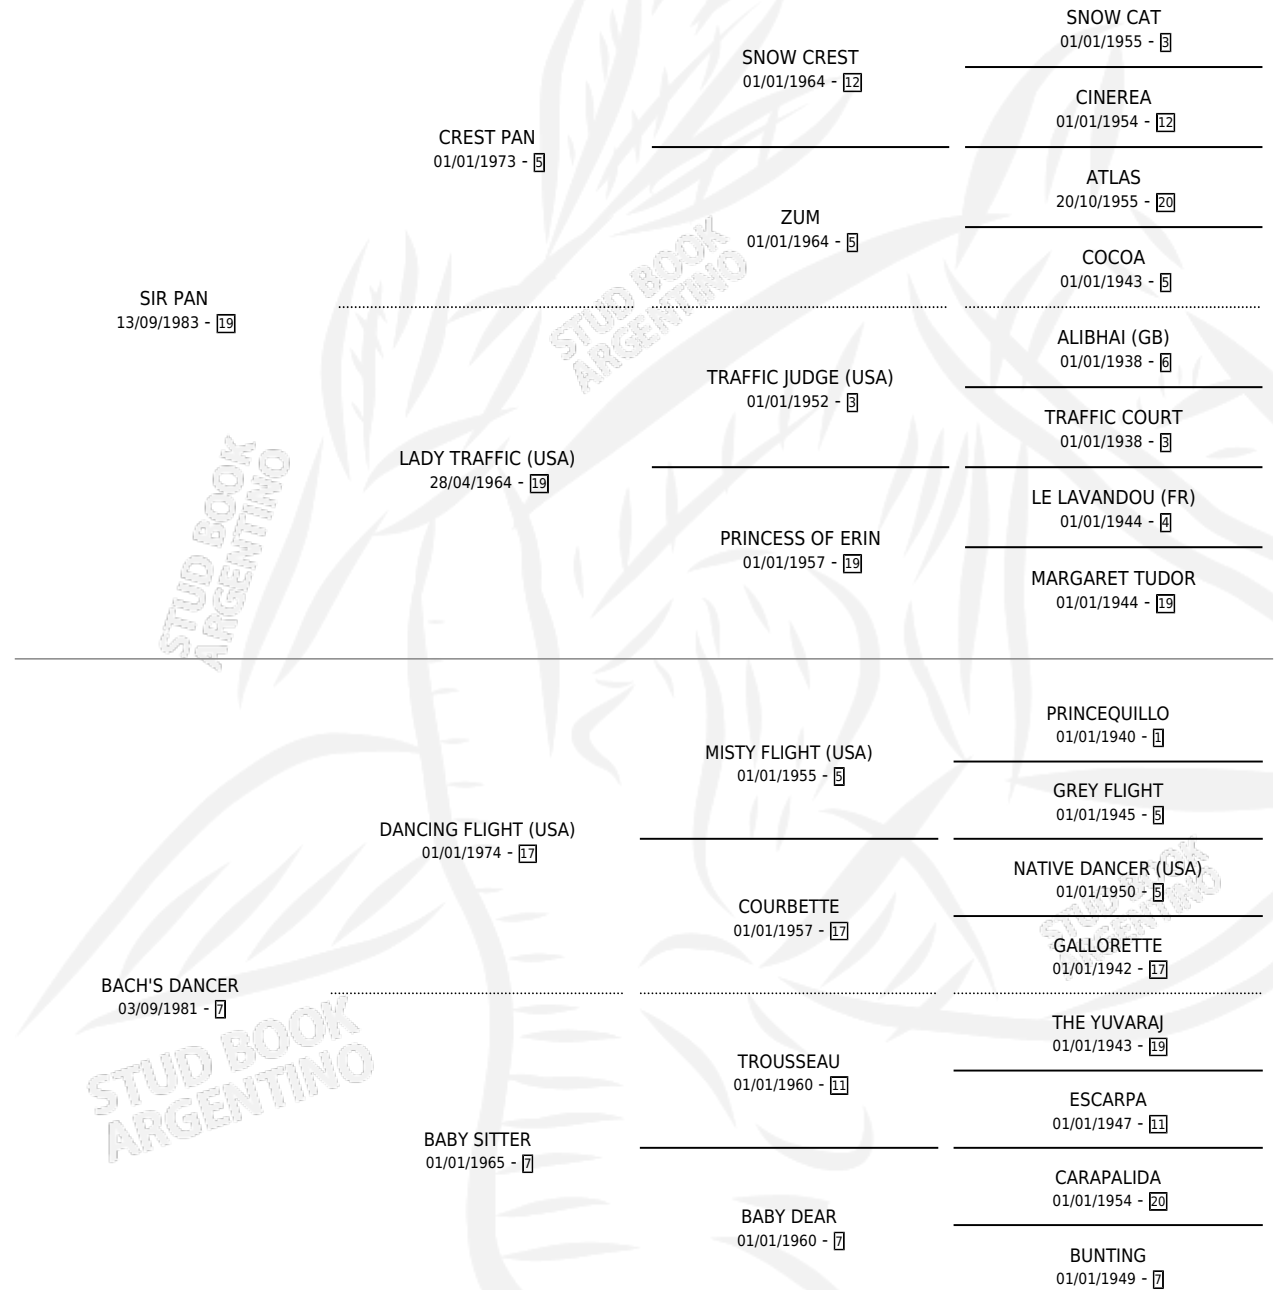 SNOW CAT
01/01/1955 - 3
SNOW CREST
01/01/1964 - 12
CINEREA
01/01/1954 - 12
CREST PAN
01/01/1973 - 5
ATLAS
20/10/1955 - 20
ZUM
01/01/1964 - 5
COCOA
01/01/1943 - 5
SIR PAN
13/09/1983 - 19
STUD BOOK
ARGENTINO
ALIBHAI (GB)
01/01/1938 - 6
TRAFFIC JUDGE (USA)
01/01/1952 - 3
TRAFFIC COURT
01/01/1938 - 3
LADY TRAFFIC (USA)
28/04/1964 - 19
LE LAVANDOU (FR)
01/01/1944 - 4
PRINCESS OF ERIN
01/01/1957 - 19
MARGARET TUDOR
01/01/1944 - 19
STUD BOOK
ARGENTINO
PRINCEQUILLO
01/01/1940 - 1
MISTY FLIGHT (USA)
01/01/1955 - 5
GREY FLIGHT
01/01/1945 - 5
DANCING FLIGHT (USA)
01/01/1974 - 17
NATIVE DANCER (USA)
01/01/1950 - 5
STUD BOOK
ARGENTINO
COURBETTE
01/01/1957 - 17
GALLORETTE
01/01/1942 - 17
BACH'S DANCER
03/09/1981 - 7
THE YUVARAJ
01/01/1943 - 19
STUD BOOK
ARGENTINO
TROUSSEAU
01/01/1960 - 11
ESCARPA
01/01/1947 - 11
BABY SITTER
01/01/1965 - 7
CARAPALIDA
01/01/1954 - 20
BABY DEAR
01/01/1960 - 7
BUNTING
01/01/1949 - 7